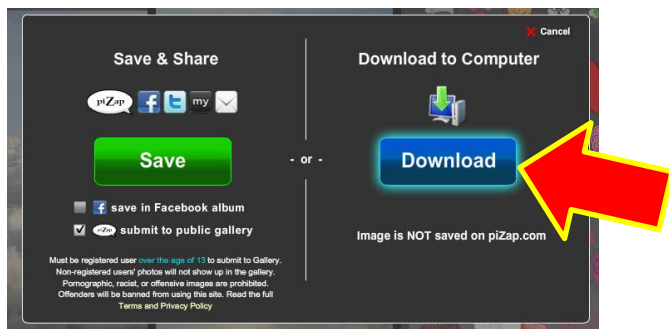 Cancel
Save & Share
piZap f t my
Save
save in Facebook album
piZap submit to public gallery
Must be registered user over the age of 13 to submit to Gallery.
Non-registered users' photos will not show up in the gallery.
Pornographic, racist, or offensive images are prohibited.
Offenders will be banned from using this site. Read the full
Terms and Privacy Policy
- or -
Download to Computer
Download
Image is NOT saved on piZap.com